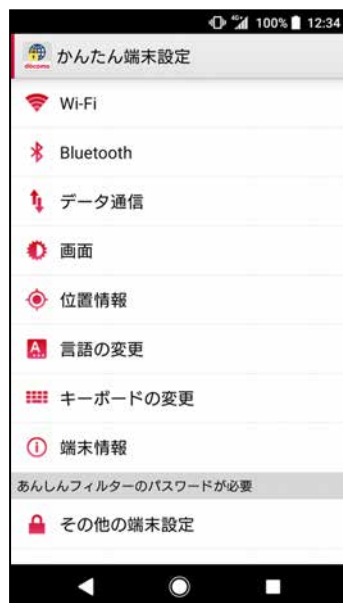 4G 100% 12:34
docomo かんたん端末設定
Wi-Fi
Bluetooth
データ通信
画面
位置情報
A 言語の変更
キーボードの変更
端末情報
あんしんフィルターのパスワードが必要
その他の端末設定